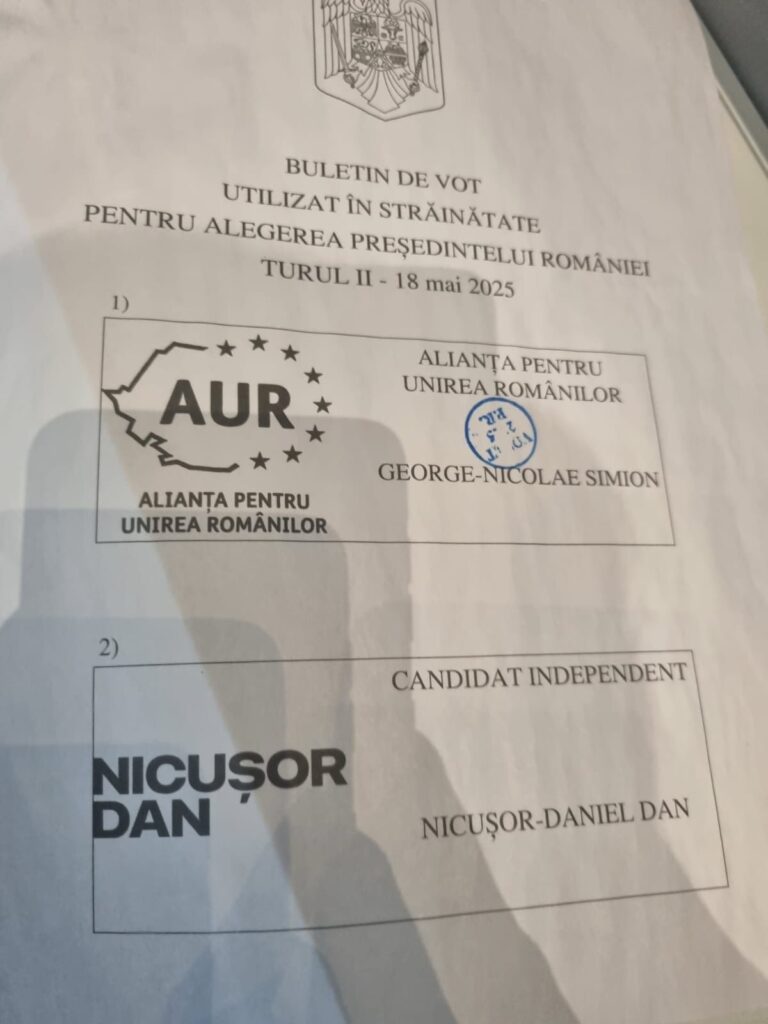 BULETIN DE VOT
UTILIZAT ÎN STRĂINĂTATE
PENTRU ALEGEREA PREȘEDINTELUI ROMÂNIEI
TURUL II - 18 mai 2025
1)
AUR
ALIANȚA PENTRU
UNIREA ROMÂNILOR
ALIANȚA PENTRU
UNIREA ROMÂNILOR
GEORGE-NICOLAE SIMION
2)
CANDIDAT INDEPENDENT
NICUȘOR
DAN
NICUȘOR-DANIEL DAN